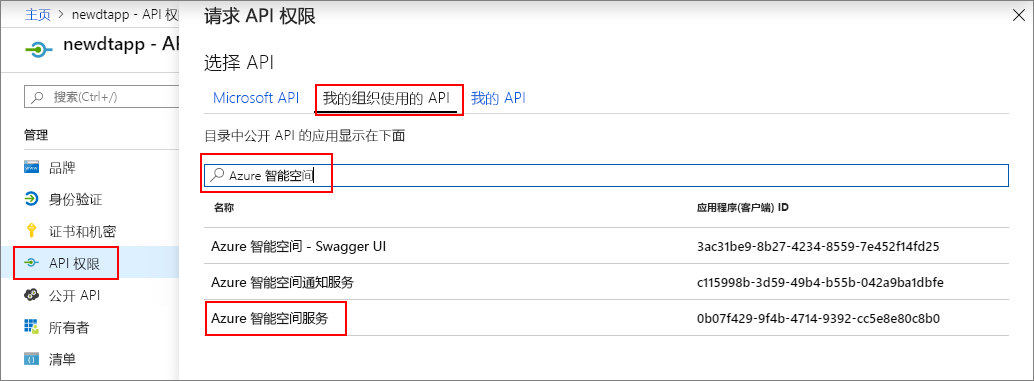 主页 > newdtapp - API 权
newdtapp - AP
搜索(Ctrl+/)
管理
品牌
身份验证
证书和机密
API 权限
公开 API
所有者
清单
请求 API 权限
选择 API
Microsoft API 我的组织使用的 API 我的 API
目录中公开 API 的应用显示在下面
Azure 智能空间
名称 应用程序(客户端) ID
Azure 智能空间 - Swagger UI 3ac31be9-8b27-4234-8559-7e452f14fd25
Azure 智能空间通知服务 c115998b-3d59-49b4-b55b-042a9ba1dbfe
Azure 智能空间服务 0b07f429-9f4b-4714-9392-cc5e8e80c8b0